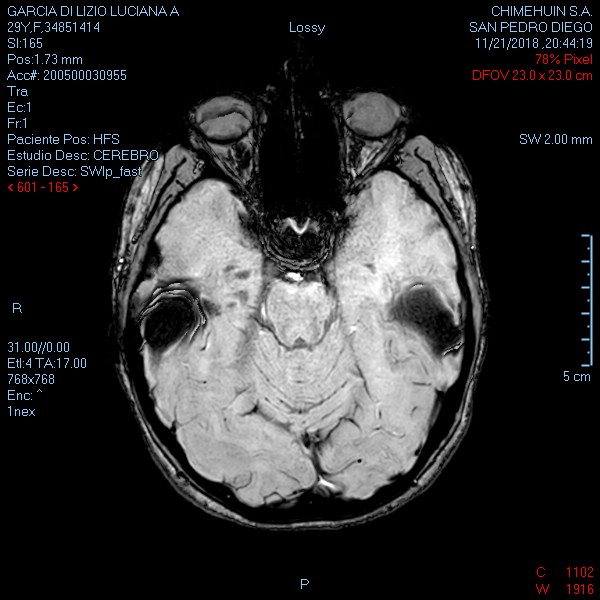 GARCIA DI LIZIO LUCIANA A
29Y,F,34851414
Sl:165
Pos:1.73 mm
Acc#: 200500030955
Tra
Ec:1
Fr:1
Paciente Pos: HFS
Estudio Desc: CEREBRO
Serie Desc: SWIp_fast
< 601 - 165 >
Lossy
CHIMEHUIN S.A.
SAN PEDRO DIEGO
11/21/2018 ,20:44:19
78% Pixel
DFOV 23.0 x 23.0 cm
SW 2.00 mm
R
5 cm
31.00//0.00
Etl:4 TA:17.00
768x768
Enc: ^
1nex
P
C 1102
W 1916